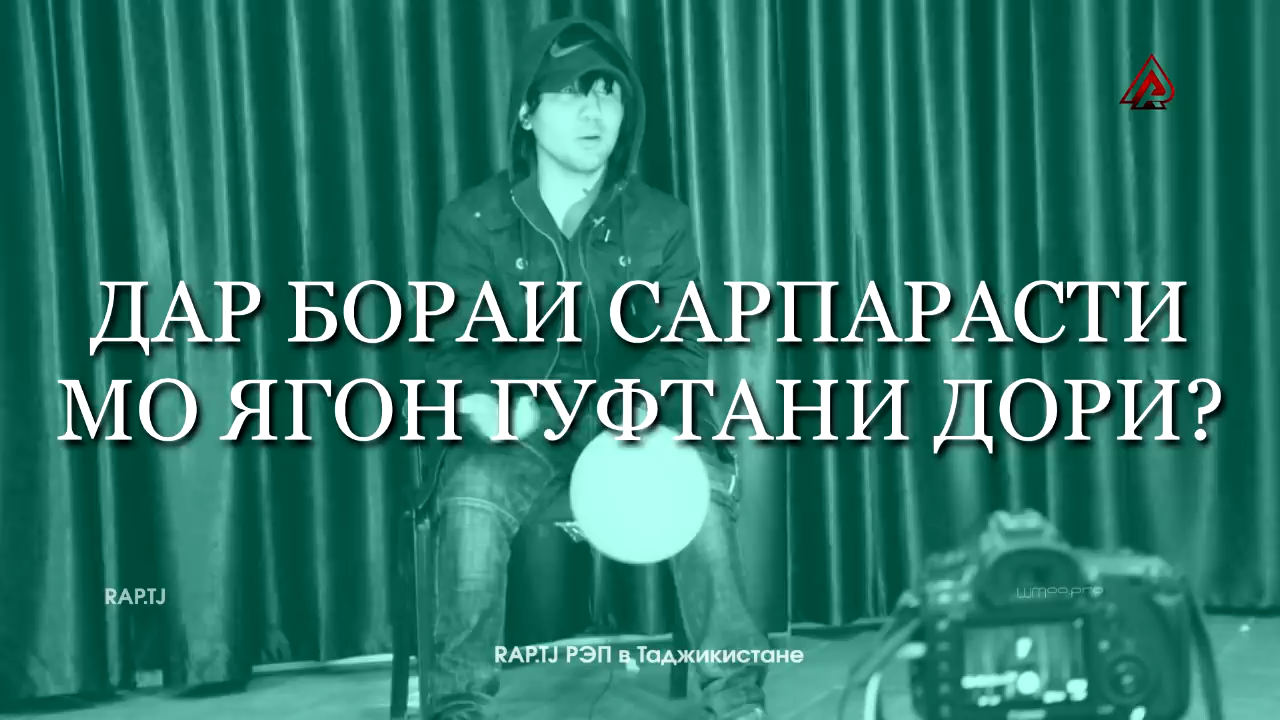 ДАР БОРАИ САРПАРАСТИ
МО ЯГОН ГУФТАНИ ДОРИ?
RAP.TJ
RAP.TJ РЭП в Таджикистане